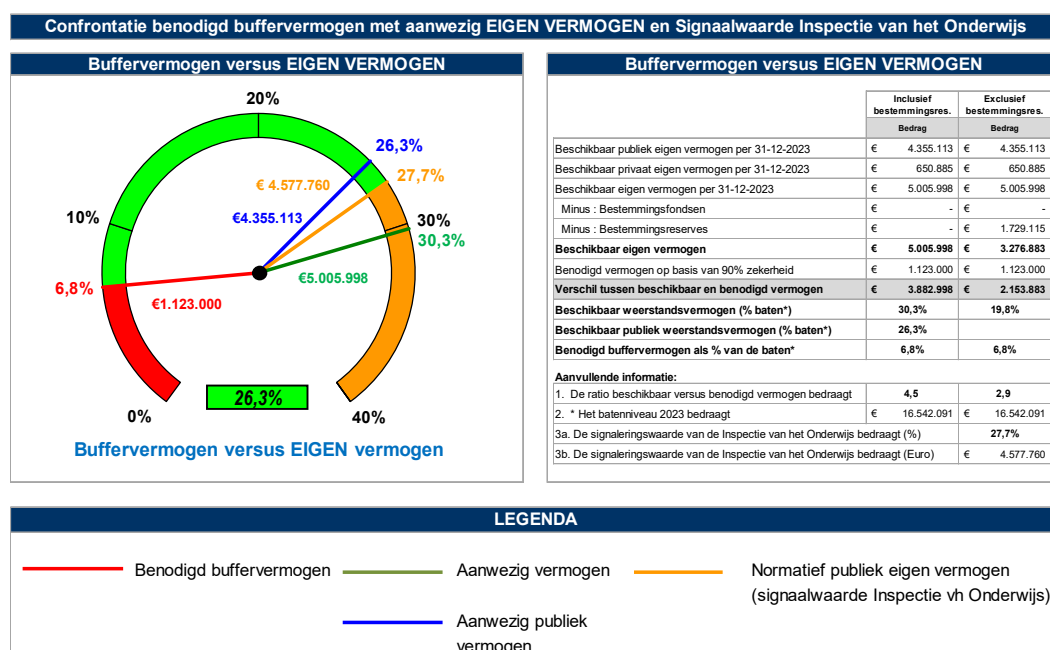 Confrontatie benodigd buffervermogen met aanwezig EIGEN VERMOGEN en Signaalwaarde Inspectie van het Onderwijs
Buffervermogen versus EIGEN VERMOGEN
20%
26,3%
27,7%
€ 4.577.760
10%
€4.355.113
30%
30,3%
€5.005.998
6,8%
€1.123.000
26,3%
0%
40%
Buffervermogen versus EIGEN vermogen
Buffervermogen versus EIGEN VERMOGEN
Inclusief bestemmingsres. Exclusief bestemmingsres.
Bedrag Bedrag
Beschikbaar publiek eigen vermogen per 31-12-2023 € 4.355.113 € 4.355.113
Beschikbaar privaat eigen vermogen per 31-12-2023 € 650.885 € 650.885
Beschikbaar eigen vermogen per 31-12-2023 € 5.005.998 € 5.005.998
Minus : Bestemmingsfondsen € - € -
Minus : Bestemmingsreserves € - € 1.729.115
Beschikbaar eigen vermogen € 5.005.998 € 3.276.883
Benodigd vermogen op basis van 90% zekerheid € 1.123.000 € 1.123.000
Verschil tussen beschikbaar en benodigd vermogen € 3.882.998 € 2.153.883
Beschikbaar weerstandsvermogen (% baten*) 30,3% 19,8%
Beschikbaar publiek weerstandsvermogen (% baten*) 26,3%
Benodigd buffervermogen als % van de baten* 6,8% 6,8%
Aanvullende informatie:
1. De ratio beschikbaar versus benodigd vermogen bedraagt 4,5 2,9
2. * Het batenniveau 2023 bedraagt € 16.542.091 € 16.542.091
3a. De signaleringswaarde van de Inspectie van het Onderwijs bedraagt (%) 27,7%
3b. De signaleringswaarde van de Inspectie van het Onderwijs bedraagt (Euro) € 4.577.760
LEGENDA
Benodigd buffervermogen
Aanwezig vermogen
Normatief publiek eigen vermogen
(signaalwaarde Inspectie vh Onderwijs)
Aanwezig publiek
vermogen